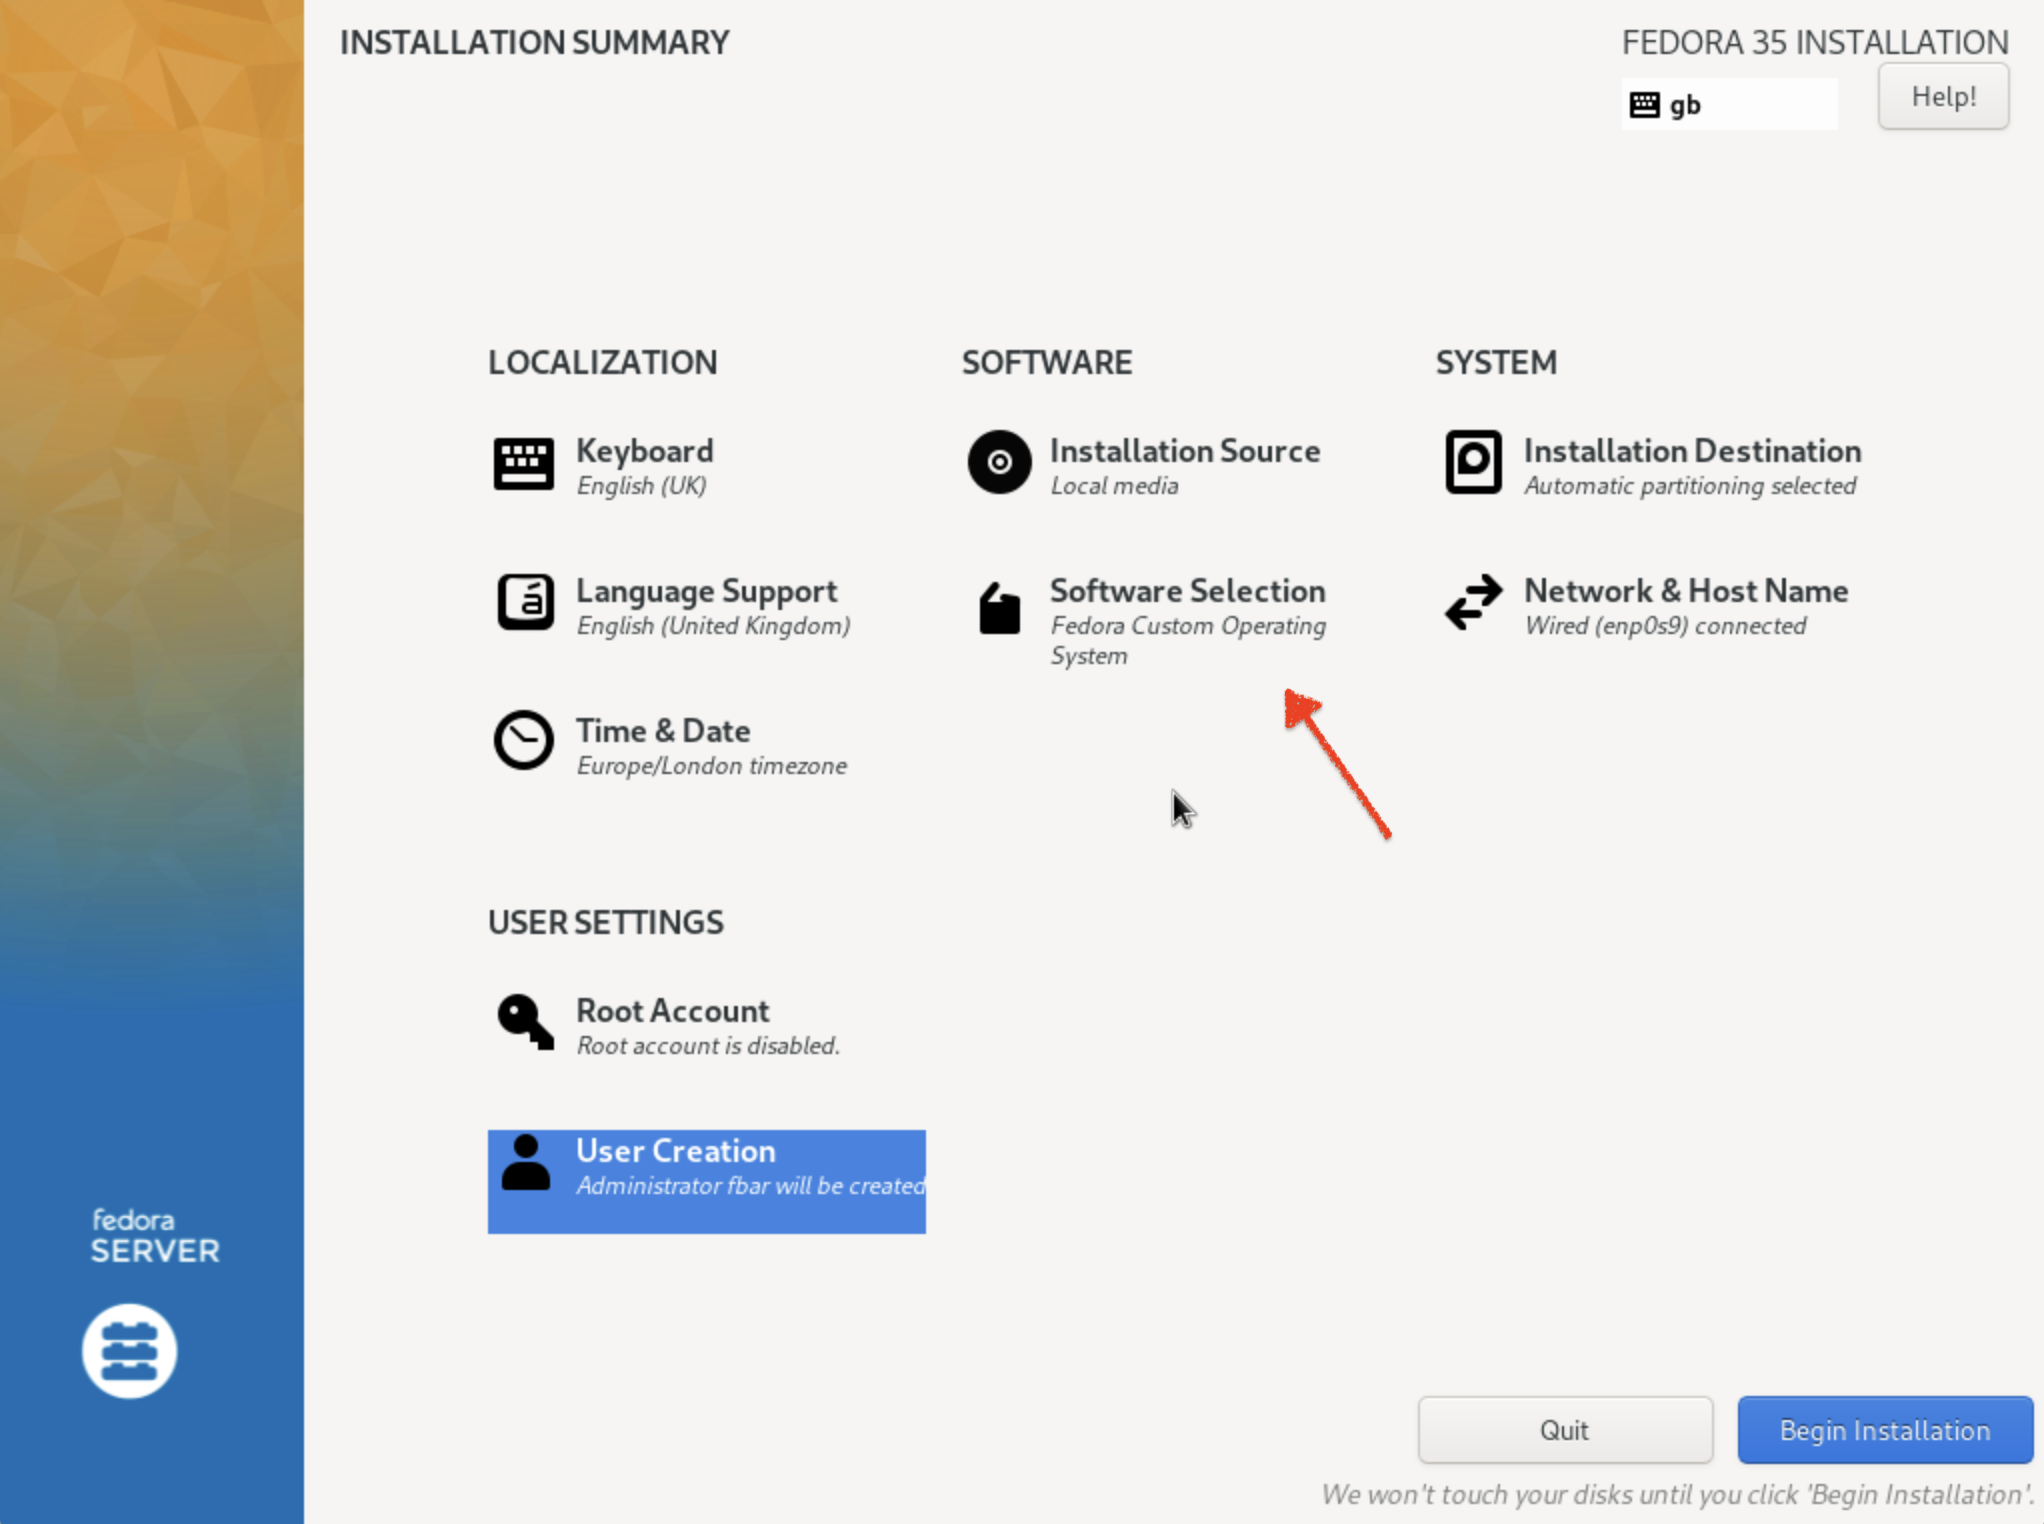 INSTALLATION SUMMARY
FEDORA 35 INSTALLATION
gb
Help!
LOCALIZATION
Keyboard
English (UK)
Language Support
English (United Kingdom)
Time & Date
Europe/London timezone
SOFTWARE
Installation Source
Local media
Software Selection
Fedora Custom Operating
System
SYSTEM
Installation Destination
Automatic partitioning selected
Network & Host Name
Wired (enp0s9) connected
USER SETTINGS
Root Account
Root account is disabled.
User Creation
Administrator fbar will be created
fedora
SERVER
Quit
Begin Installation
We won't touch your disks until you click 'Begin Installation'.